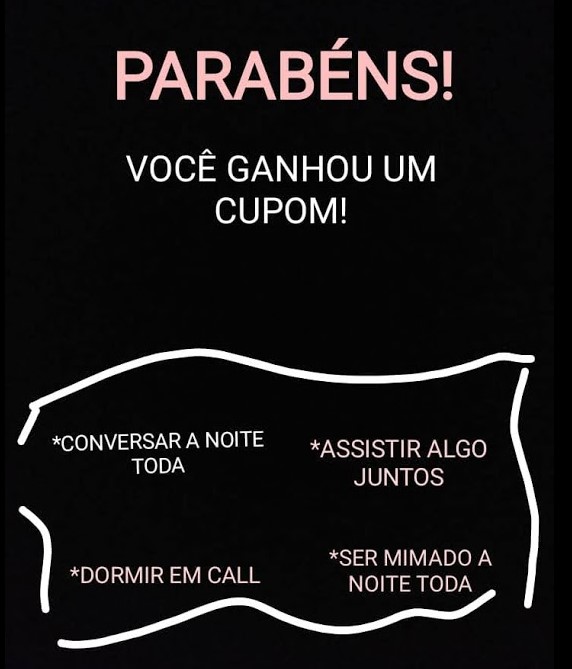 PARABÉNS!
VOCÊ GANHOU UM
CUPOM!
*CONVERSAR A NOITE
TODA
*ASSISTIR ALGO
JUNTOS
*DORMIR EM CALL
*SER MIMADO A
NOITE TODA